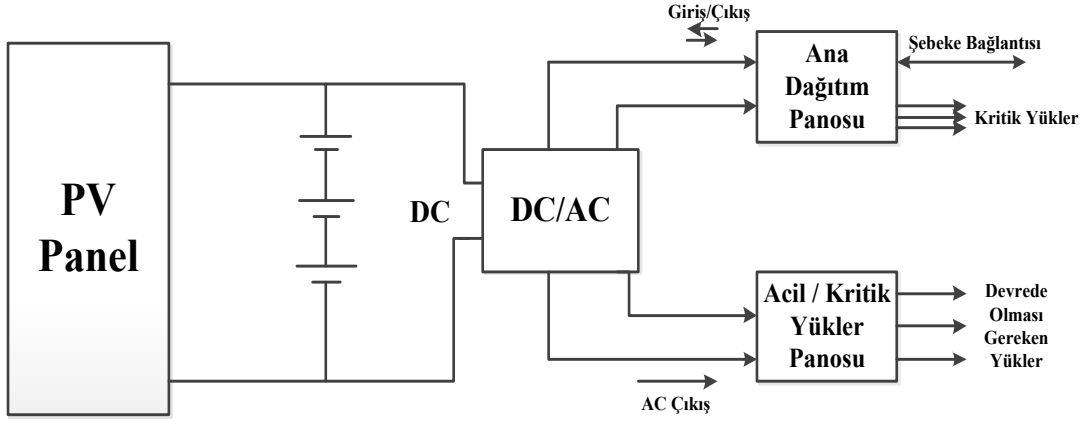 PV
Panel
DC
DC/AC
Giriş/Çıkış
Ana
Dağıtım
Panosu
Şebeke Bağlantısı
Kritik Yükler
Acil / Kritik
Yükler
Panosu
Devrede
Olması
Gereken
Yükler
AC Çıkış